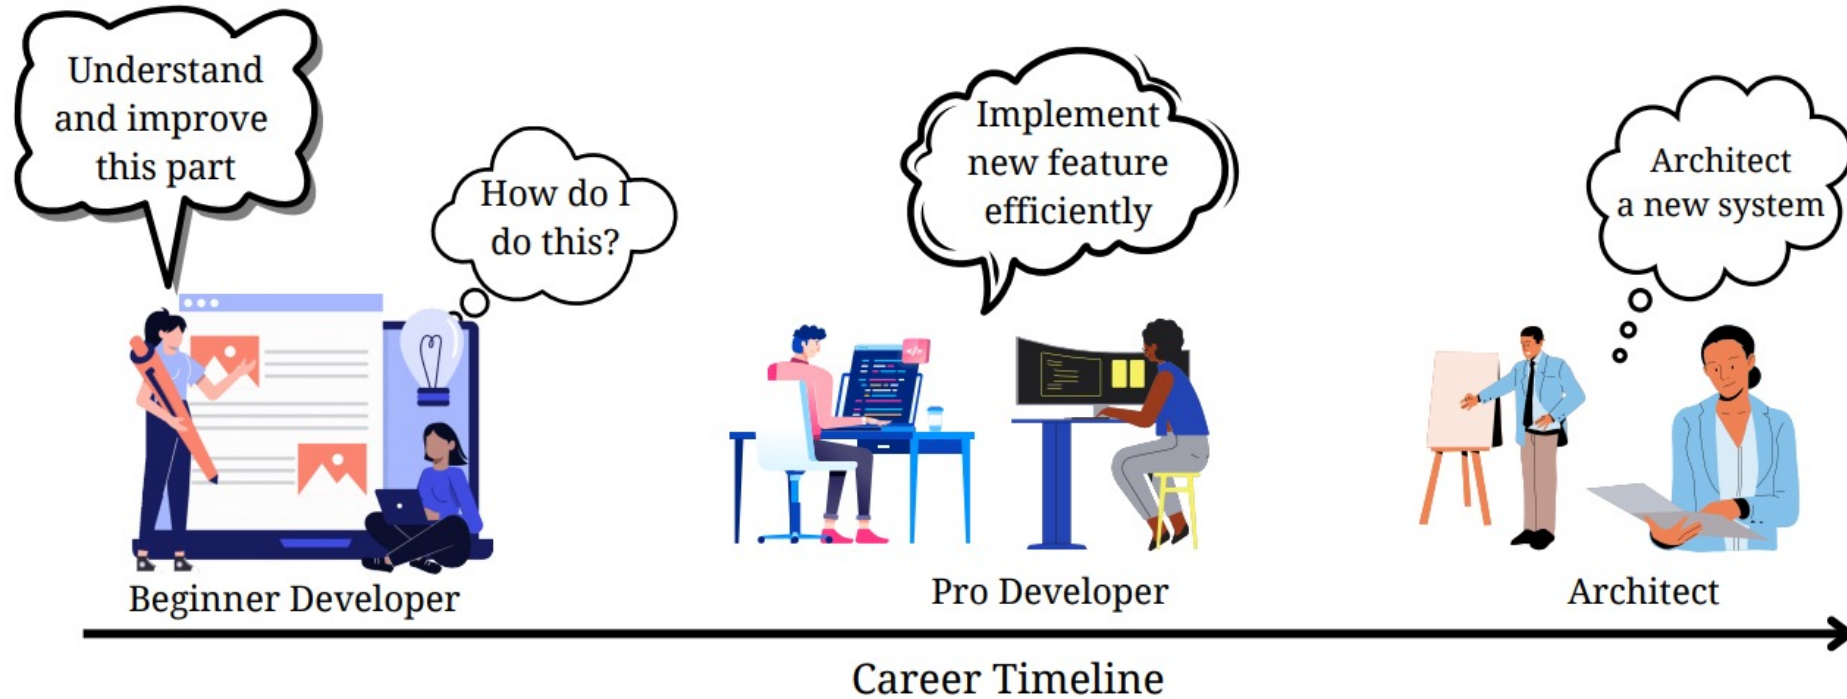 Understand
and improve
this part
How do I
do this?
Implement
new feature
efficiently
Architect
a new system
</>
Beginner Developer
Pro Developer
Architect
Career Timeline